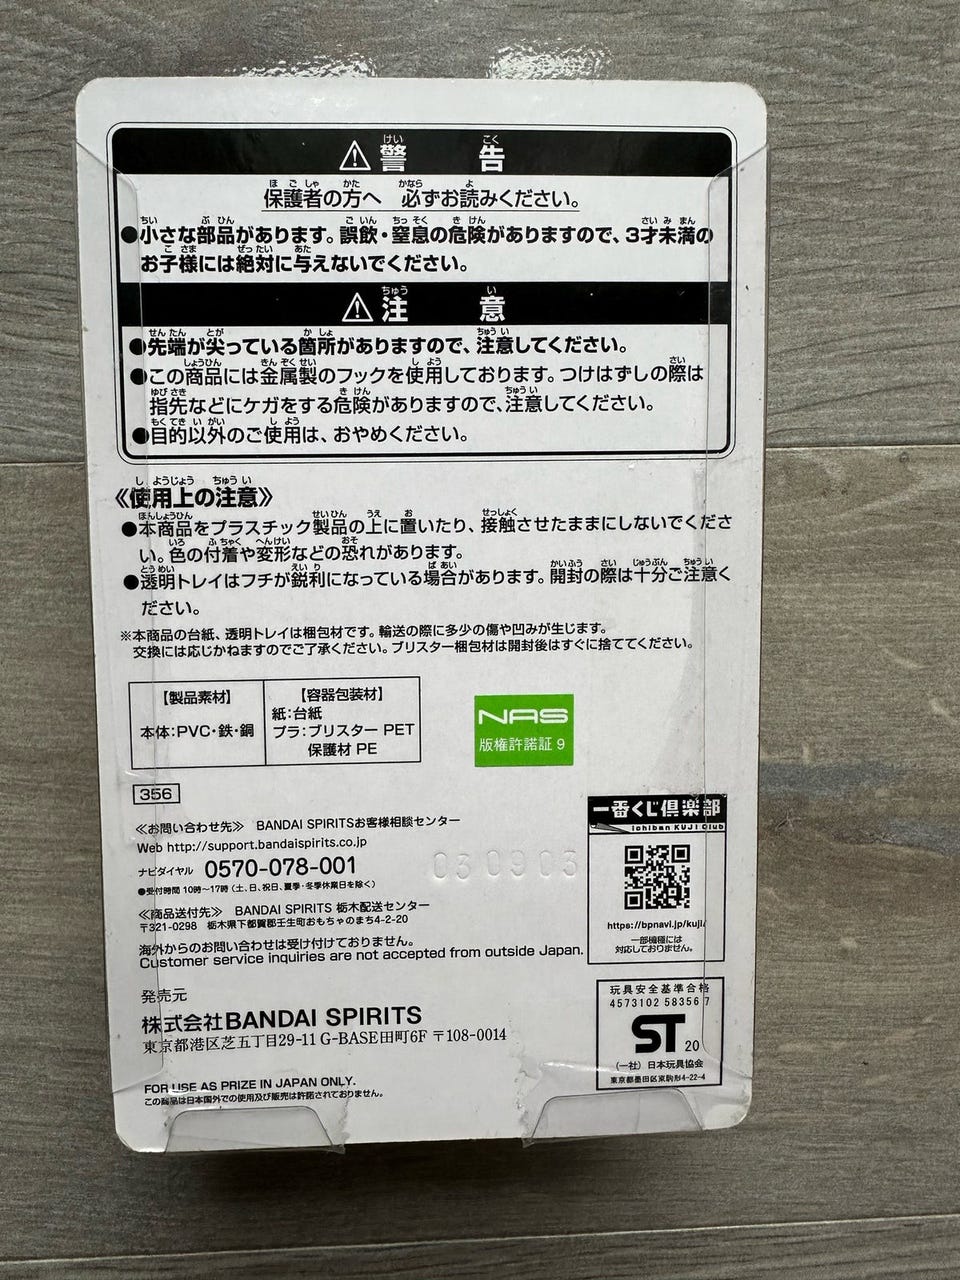 ⚠警告
保護者の方へ 必ずお読みください。
●小さな部品があります。誤飲・窒息の危険がありますので、3才未満の
お子様には絶対に与えないでください。
⚠注意
●先端が尖っている箇所がありますので、注意してください。
●この商品には金属製のフックを使用しております。つけはずしの際は
指先などにケガをする危険がありますので、注意してください。
●目的以外のご使用は、おやめください。
《使用上の注意》
●本商品をプラスチック製品の上に置いたり、接触させたままにしないでくださ
い。色の付着や変形などの恐れがあります。
●透明トレイはフチが鋭利になっている場合があります。開封の際は十分ご注意く
ださい。
※本商品の台紙、透明トレイは梱包材です。輸送の際に多少の傷や凹みが生じます。
交換には応じかねますのでご了承ください。ブリスター梱包材は開封後はすぐに捨ててください。
【製品素材】
本体:PVC・鉄・銅
【容器包装材】
紙:台紙
プラ:ブリスター PET
保護材 PE
NAS
版権許諾証 9
356
《お問い合わせ先》 BANDAI SPIRITSお客様相談センター
Web http://support.bandaispirits.co.jp
ナビダイヤル 0570-078-001
●受付時間 10時～17時(土、日、祝日、夏季・冬季休業日を除く)
030903
《商品送付先》 BANDAI SPIRITS 栃木配送センター
〒321-0298 栃木県下都賀郡壬生町おもちゃのまち4-2-20
海外からのお問い合わせは受け付けておりません。
Customer service inquiries are not accepted from outside Japan.
一番くじ倶楽部
Ichiban KUJI Club
https://bpnavi.jp/kuji/
一部機種には
対応しておりません。
発売元
株式会社BANDAI SPIRITS
東京都港区芝五丁目29-11 G-BASE田町6F 〒108-0014
玩具安全基準合格
4573102 58356 7
ST 20
(一社) 日本玩具協会
東京都墨田区東駒形4-22-4
FOR USE AS PRIZE IN JAPAN ONLY.
この商品は日本国外での使用及び販売は許諾されておりません。